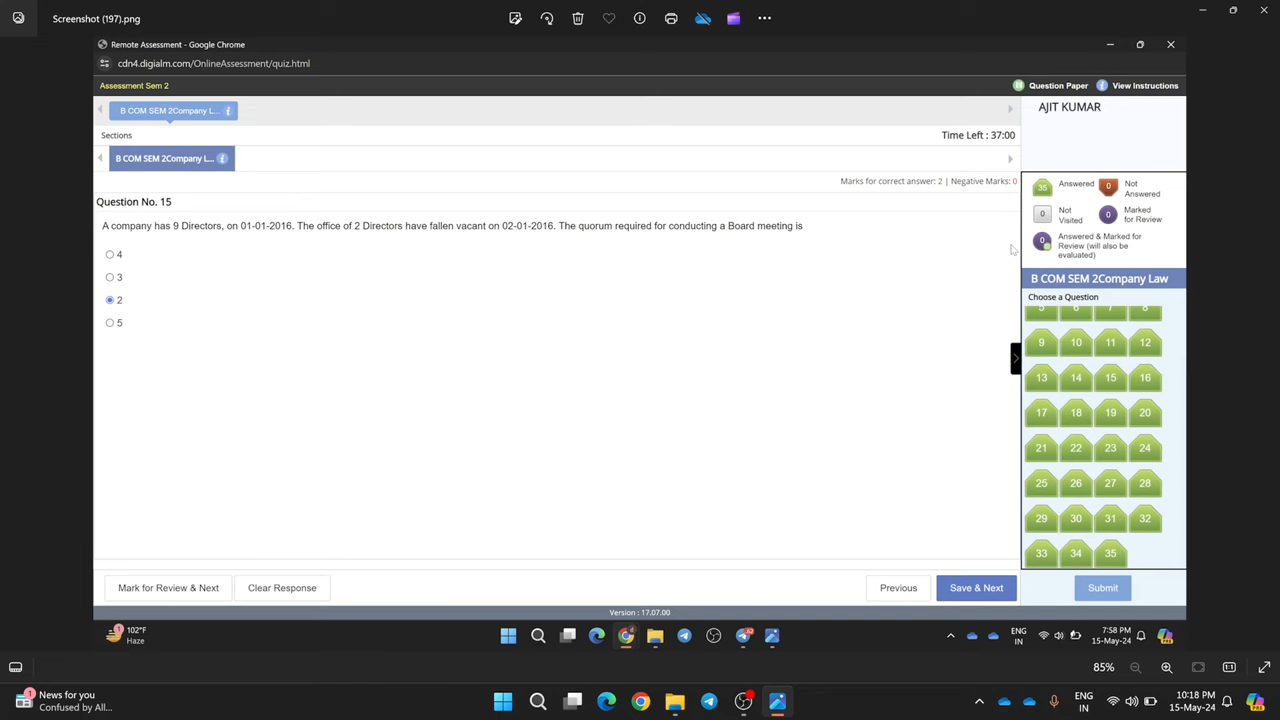 Screenshot (197).png
Remote Assessment - Google Chrome
cdn4.digialm.com/OnlineAssessment/quiz.html
Assessment Sem 2
Question Paper
View Instructions
B COM SEM 2Company L...
AJIT KUMAR
Sections
Time Left : 37:00
B COM SEM 2Company L...
Marks for correct answer: 2 | Negative Marks: 0
Question No. 15
A company has 9 Directors, on 01-01-2016. The office of 2 Directors have fallen vacant on 02-01-2016. The quorum required for conducting a Board meeting is
4
3
2
5
35 Answered
0 Not Answered
0 Not Visited
0 Marked for Review
0 Answered & Marked for Review (will also be evaluated)
B COM SEM 2Company Law
Choose a Question
5 6 7 8
9 10 11 12
13 14 15 16
17 18 19 20
21 22 23 24
25 26 27 28
29 30 31 32
33 34 35
Mark for Review & Next
Clear Response
Previous
Save & Next
Submit
Version : 17.07.00
1
102°F
Haze
ENG
IN
7:58 PM
15-May-24
85%
1
News for you
Confused by All...
ENG
IN
10:18 PM
15-May-24